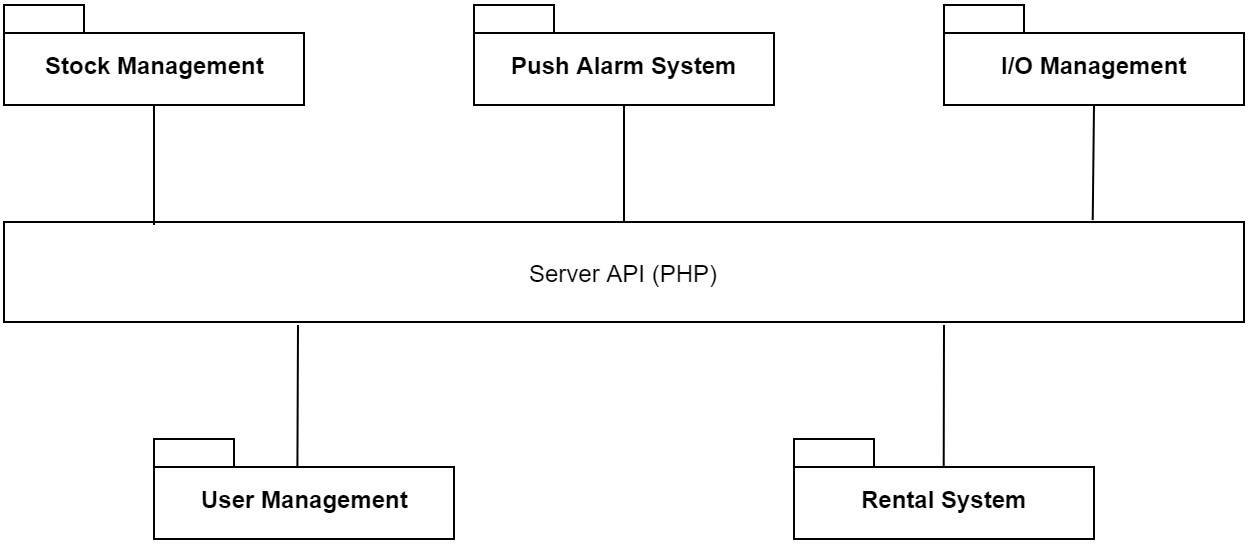 Stock Management
Push Alarm System
I/O Management
Server API (PHP)
User Management
Rental System